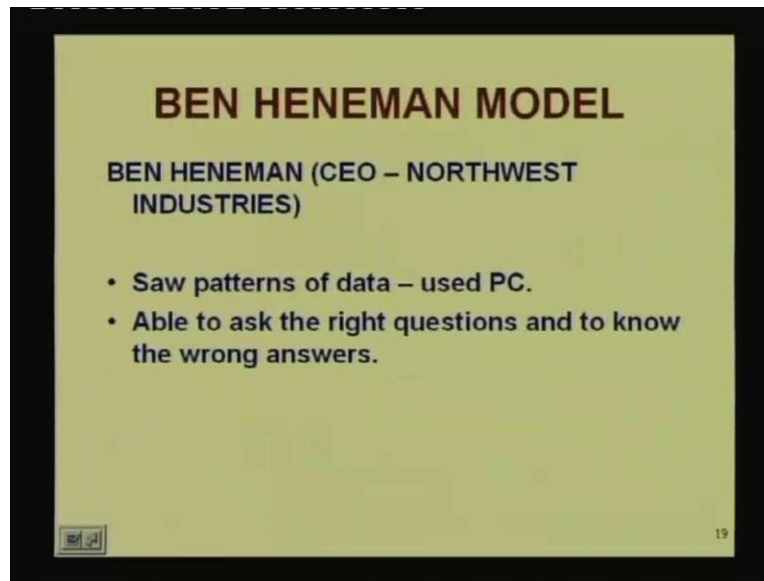 BEN HENEMAN MODEL
BEN HENEMAN (CEO – NORTHWEST
INDUSTRIES)
• Saw patterns of data – used PC.
• Able to ask the right questions and to know
the wrong answers.
19